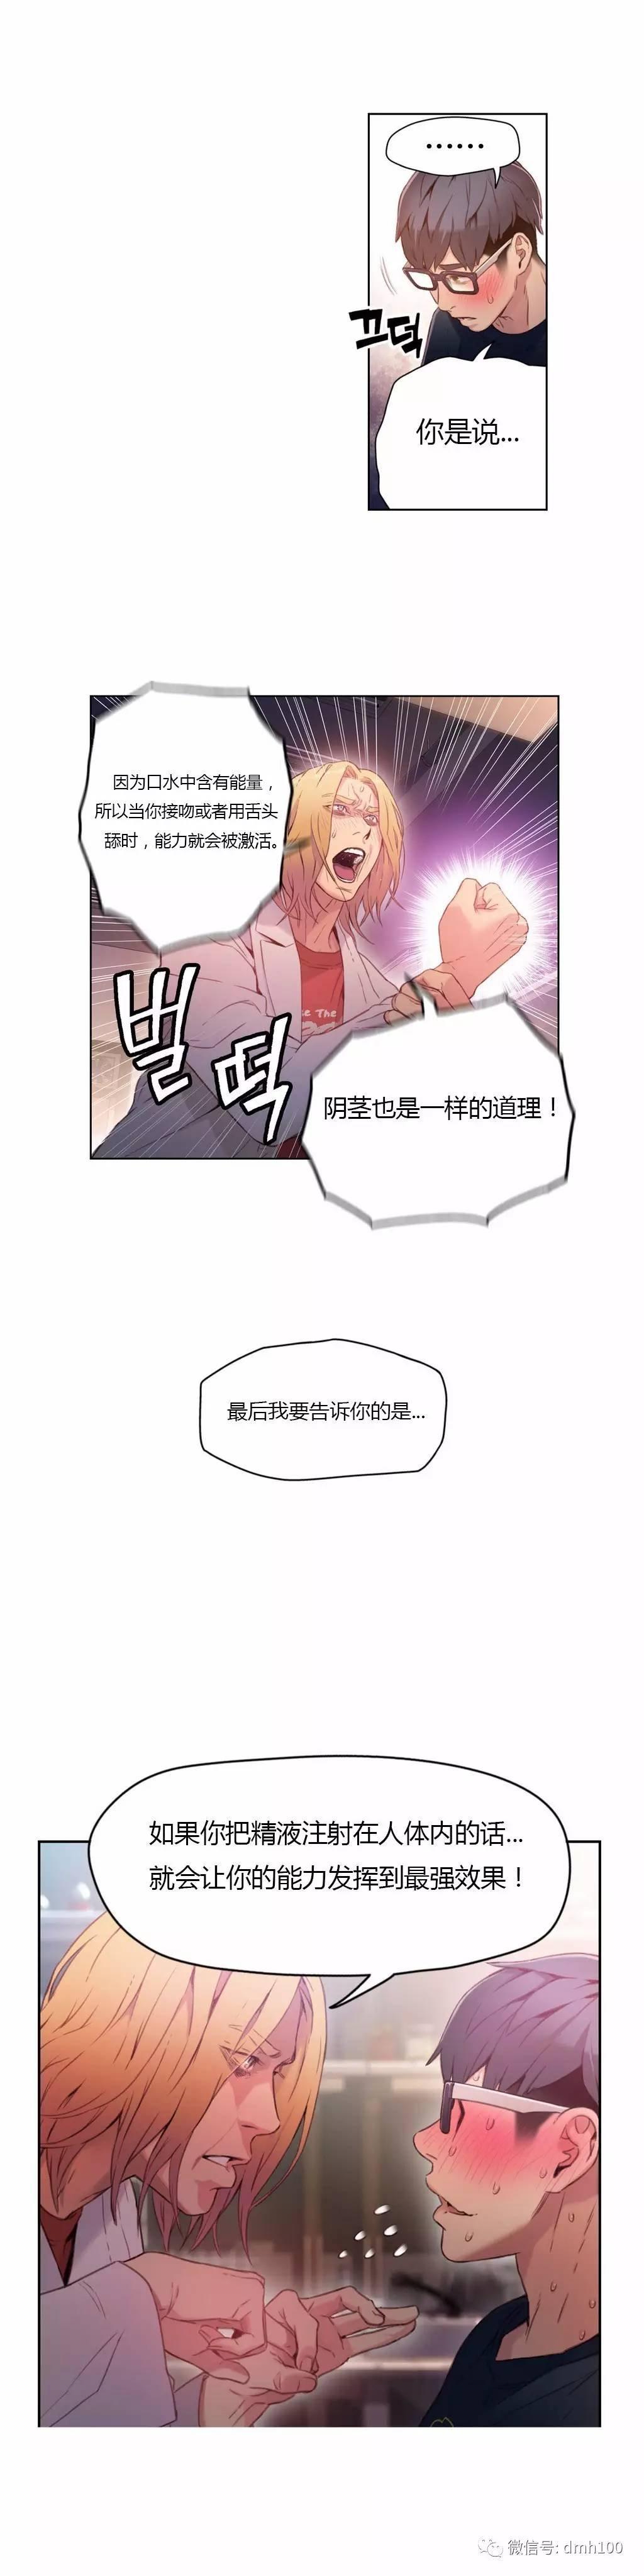 ……
끄덕
你是说...
因为口水中含有能量，
所以当你接吻或者用舌头
舔时，能力就会被激活。
ke The
벌떡
阴茎也是一样的道理！
最后我要告诉你的是...
如果你把精液注射在人体内的话...
就会让你的能力发挥到最强效果！
微信号: dmh100